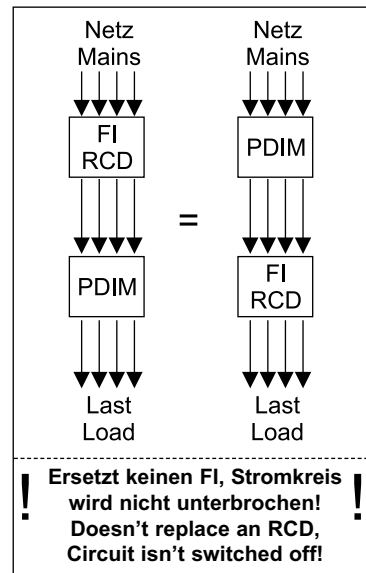 Netz
Mains
FI
RCD
PDIM
Last
Load
=
Netz
Mains
PDIM
FI
RCD
Last
Load
! Ersetzt keinen FI, Stromkreis !
wird nicht unterbrochen!
Doesn't replace an RCD,
Circuit isn't switched off!